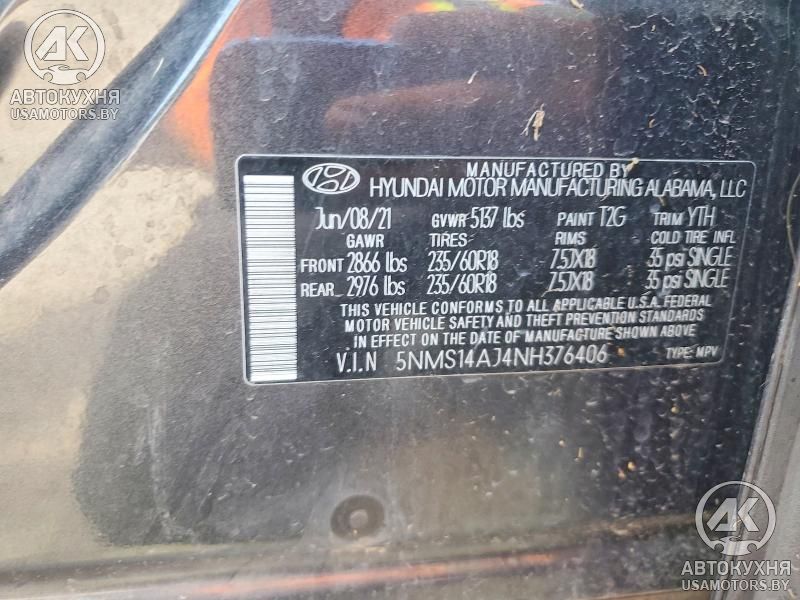 AK
АВТОКУХНЯ
USAMOTORS.BY
MANUFACTURED BY
HYUNDAI MOTOR MANUFACTURING ALABAMA, LLC
Jun/08/21 GVWR 5137 lbs PAINT T2G TRIM YTH
GAWR TIRES RIMS COLD TIRE INFL
FRONT 2866 lbs 235/60R18 7.5JX18 35 psi SINGLE
REAR 2976 lbs 235/60R18 7.5JX18 35 psi SINGLE
THIS VEHICLE CONFORMS TO ALL APPLICABLE U.S.A. FEDERAL
MOTOR VEHICLE SAFETY AND THEFT PREVENTION STANDARDS
IN EFFECT ON THE DATE OF MANUFACTURE SHOWN ABOVE
V.I.N 5NMS14AJ4NH376406 TYPE: MPV
AK
АВТОКУХНЯ
USAMOTORS.BY